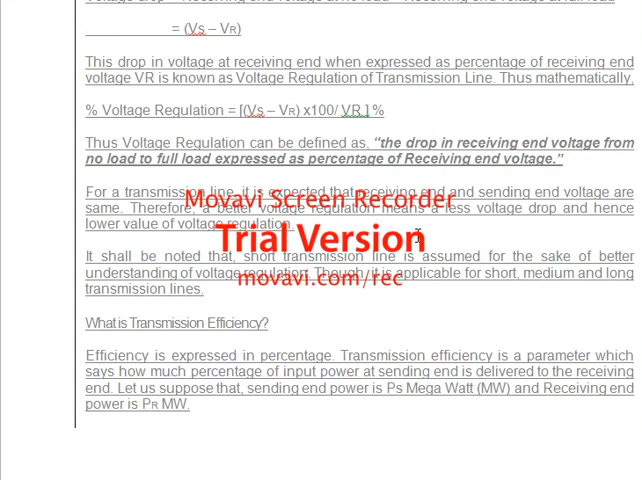 = (Vs – VR)
This drop in voltage at receiving end when expressed as percentage of receiving end
voltage VR is known as Voltage Regulation of Transmission Line. Thus mathematically,
% Voltage Regulation = [(Vs – VR) x100/ VR ] %
Thus Voltage Regulation can be defined as, “the drop in receiving end voltage from
no load to full load expressed as percentage of Receiving end voltage.”
For a transmission line, it is expected that receiving end and sending end voltage are
same. Therefore, a better voltage regulation means a less voltage drop and hence
lower value of voltage regulation.
It shall be noted that, short transmission line is assumed for the sake of better
understanding of voltage regulation. Though, it is applicable for short, medium and long
transmission lines.
What is Transmission Efficiency?
Efficiency is expressed in percentage. Transmission efficiency is a parameter which
says how much percentage of input power at sending end is delivered to the receiving
end. Let us suppose that, sending end power is Ps Mega Watt (MW) and Receiving end
power is PR MW.
Movavi Screen Recorder
Trial Version
movavi.com/rec